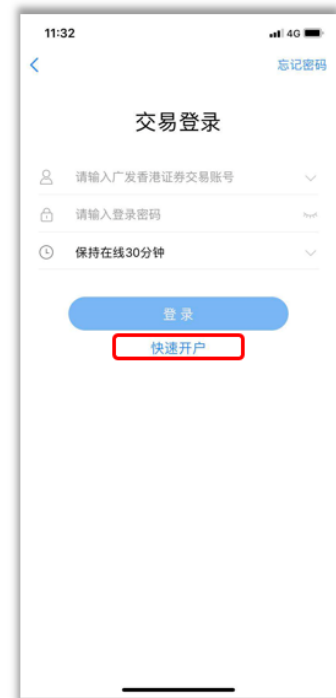 11:32
4G
忘记密码
交易登录
请输入广发香港证券交易账号
请输入登录密码
保持在线30分钟
登录
快速开户